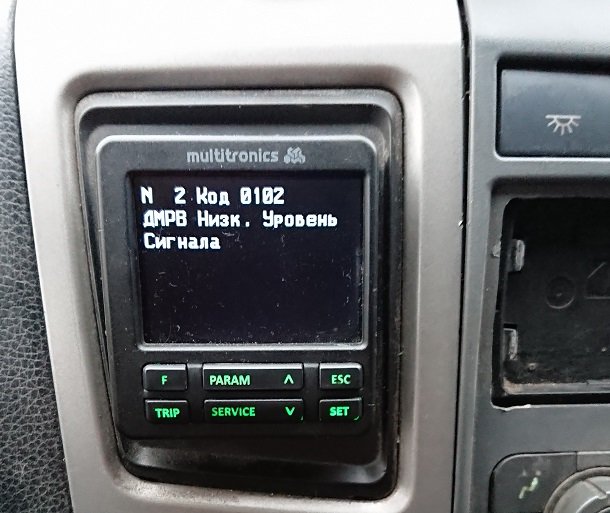 multitronics
N 2 Код 0102
ДМРВ Низк. Уровень
Сигнала
F PARAM ESC
TRIP SERVICE SET